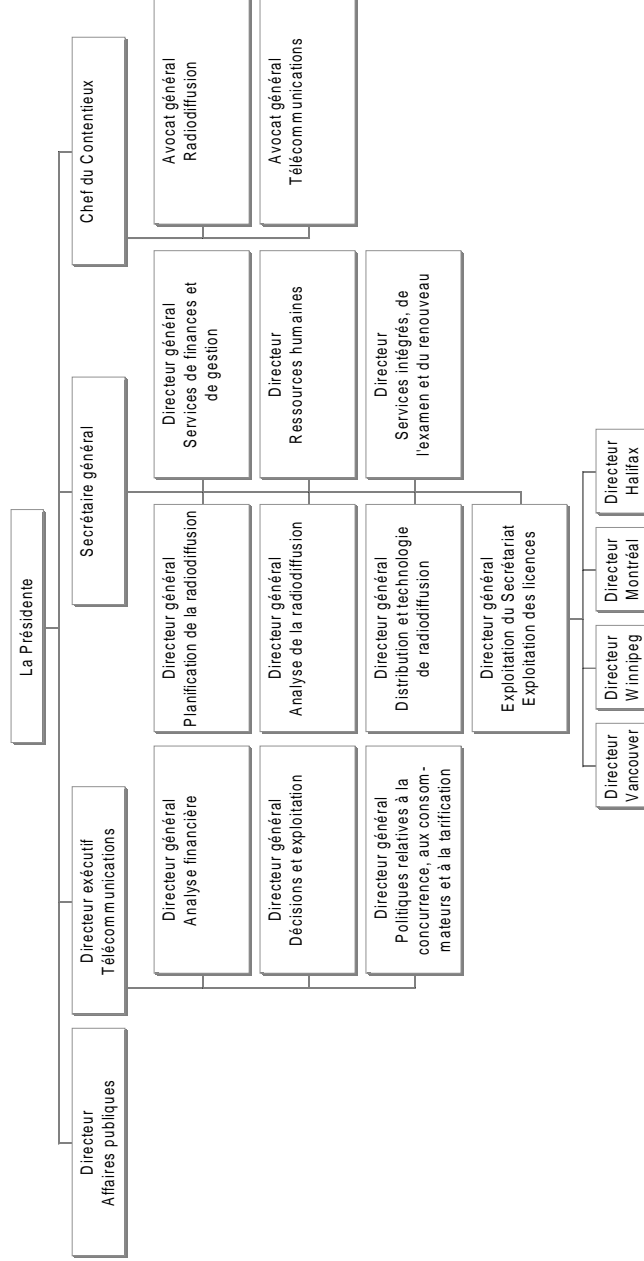 La Présidente
Directeur
Affaires publiques
Directeur exécutif
Télécommunications
Secrétaire général
Chef du Contentieux
Directeur général
Analyse financière
Directeur général
Décisions et exploitation
Directeur général
Politiques relatives à la
concurrence, aux consom-
mateurs et à la tarification
Directeur général
Planification de la radiodiffusion
Directeur général
Analyse de la radiodiffusion
Directeur général
Distribution et technologie
de radiodiffusion
Directeur général
Exploitation du Secrétariat
Exploitation des licences
Directeur général
Services de finances et
de gestion
Directeur
Ressources humaines
Directeur
Services intégrés, de
l'examen et du renouveau
Avocat général
Radiodiffusion
Avocat général
Télécommunications
Directeur
Vancouver
Directeur
Winnipeg
Directeur
Montréal
Directeur
Halifax